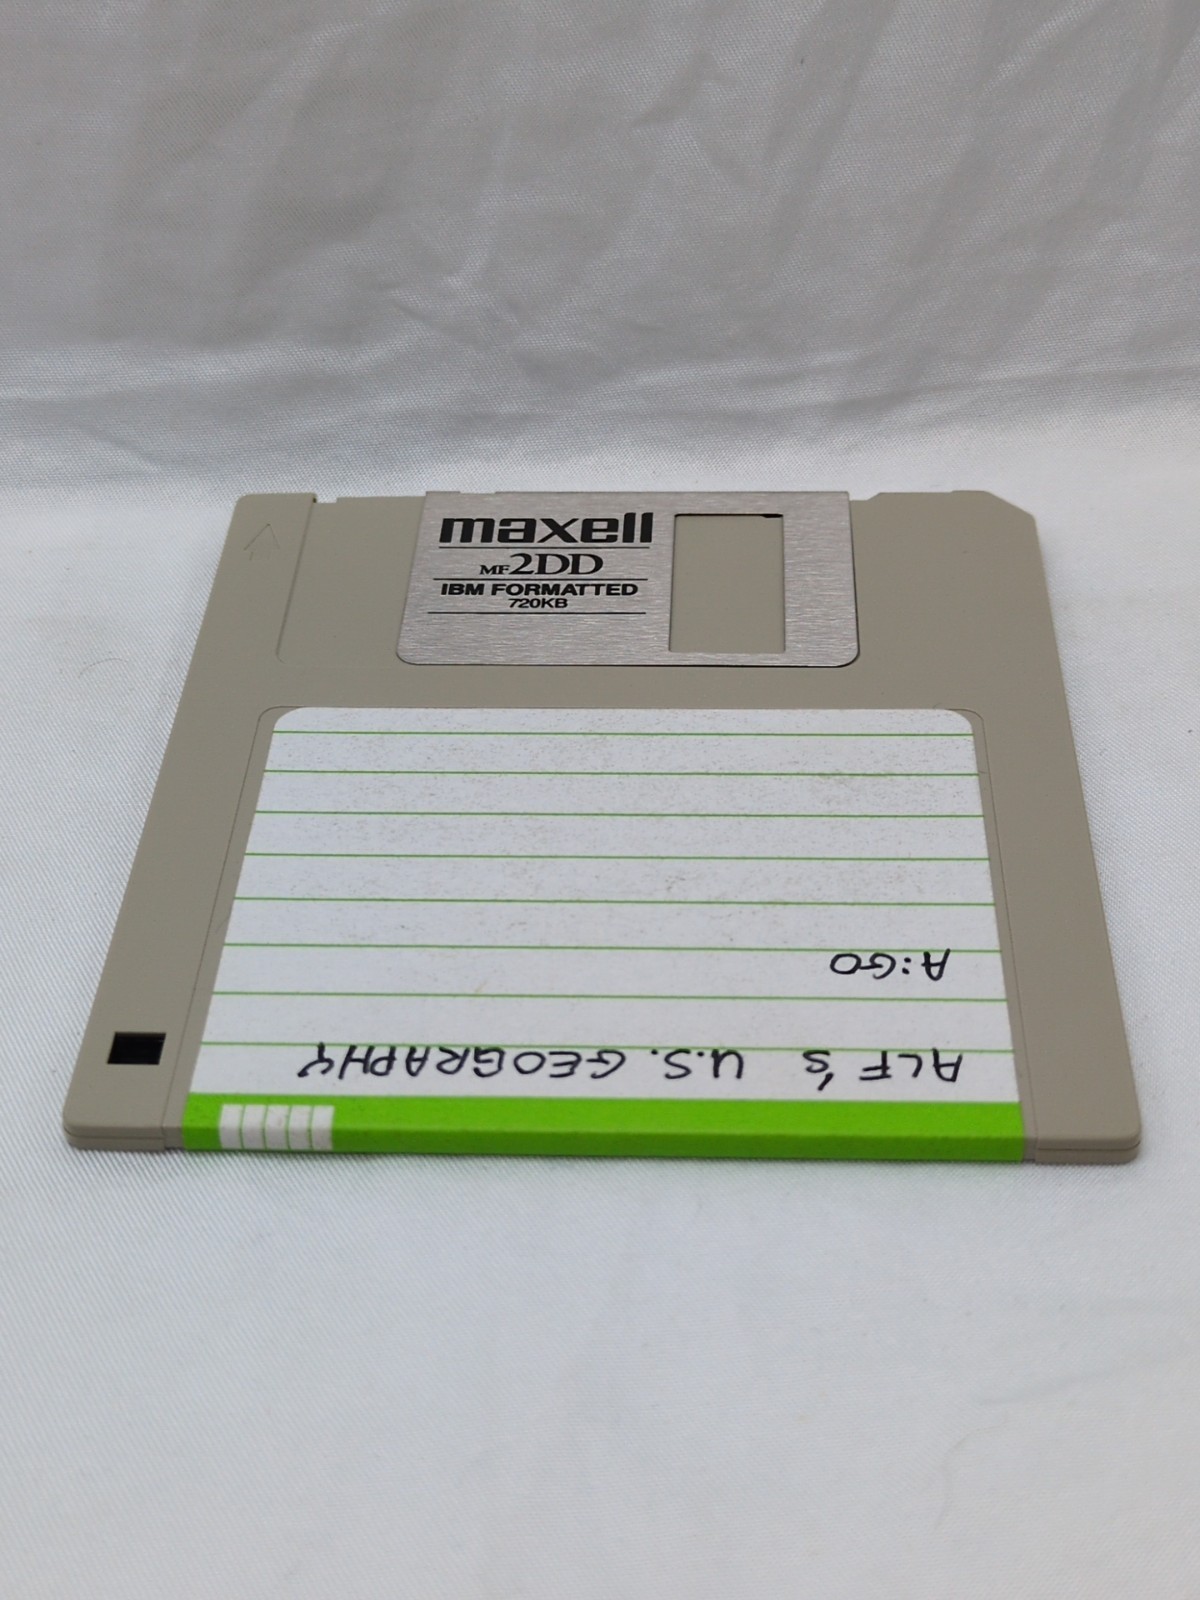 maxell
MF2DD
IBM FORMATTED
720KB
ALF's U.S. GEOGRAPHY
A:GO